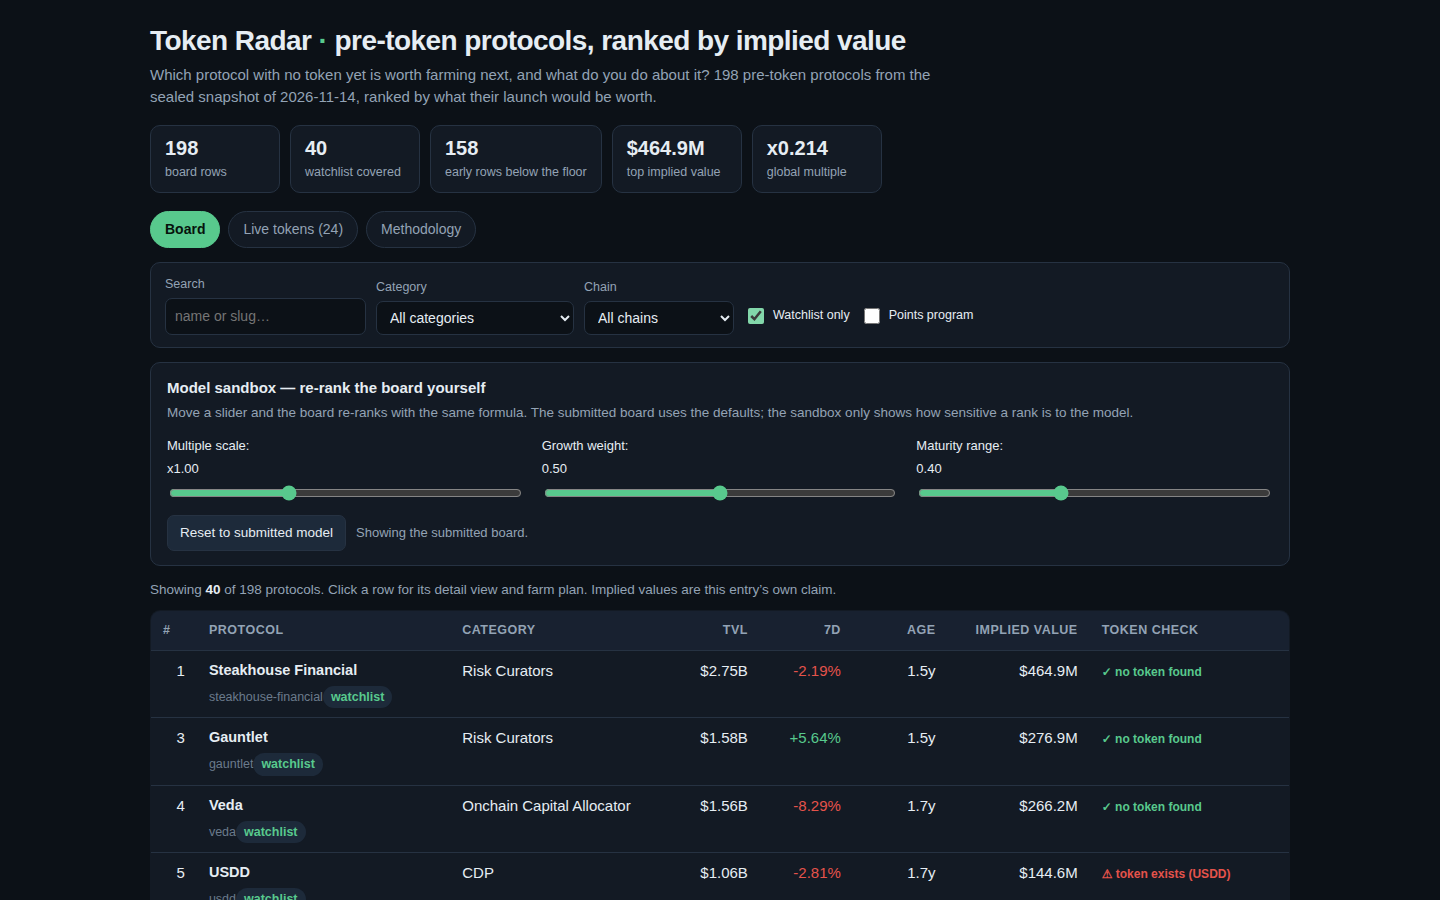 Token Radar · pre-token protocols, ranked by implied value
Which protocol with no token yet is worth farming next, and what do you do about it? 198 pre-token protocols from the
sealed snapshot of 2026-11-14, ranked by what their launch would be worth.
198
board rows
40
watchlist covered
158
early rows below the floor
$464.9M
top implied value
x0.214
global multiple
Board
Live tokens (24)
Methodology
Search
name or slug…
Category
All categories
Chain
All chains
Watchlist only
Points program
Model sandbox — re-rank the board yourself
Move a slider and the board re-ranks with the same formula. The submitted board uses the defaults; the sandbox only shows how sensitive a rank is to the model.
Multiple scale:
x1.00
Growth weight:
0.50
Maturity range:
0.40
Reset to submitted model
Showing the submitted board.
Showing 40 of 198 protocols. Click a row for its detail view and farm plan. Implied values are this entry's own claim.
# PROTOCOL CATEGORY TVL 7D AGE IMPLIED VALUE TOKEN CHECK
1 Steakhouse Financial Risk Curators $2.75B -2.19% 1.5y $464.9M ✓ no token found
steakhouse-financial watchlist
3 Gauntlet Risk Curators $1.58B +5.64% 1.5y $276.9M ✓ no token found
gauntlet watchlist
4 Veda Onchain Capital Allocator $1.56B -8.29% 1.7y $266.2M ✓ no token found
veda watchlist
5 USDD CDP $1.06B -2.81% 1.7y $144.6M ⚠ token exists (USDD)
usdd watchlist